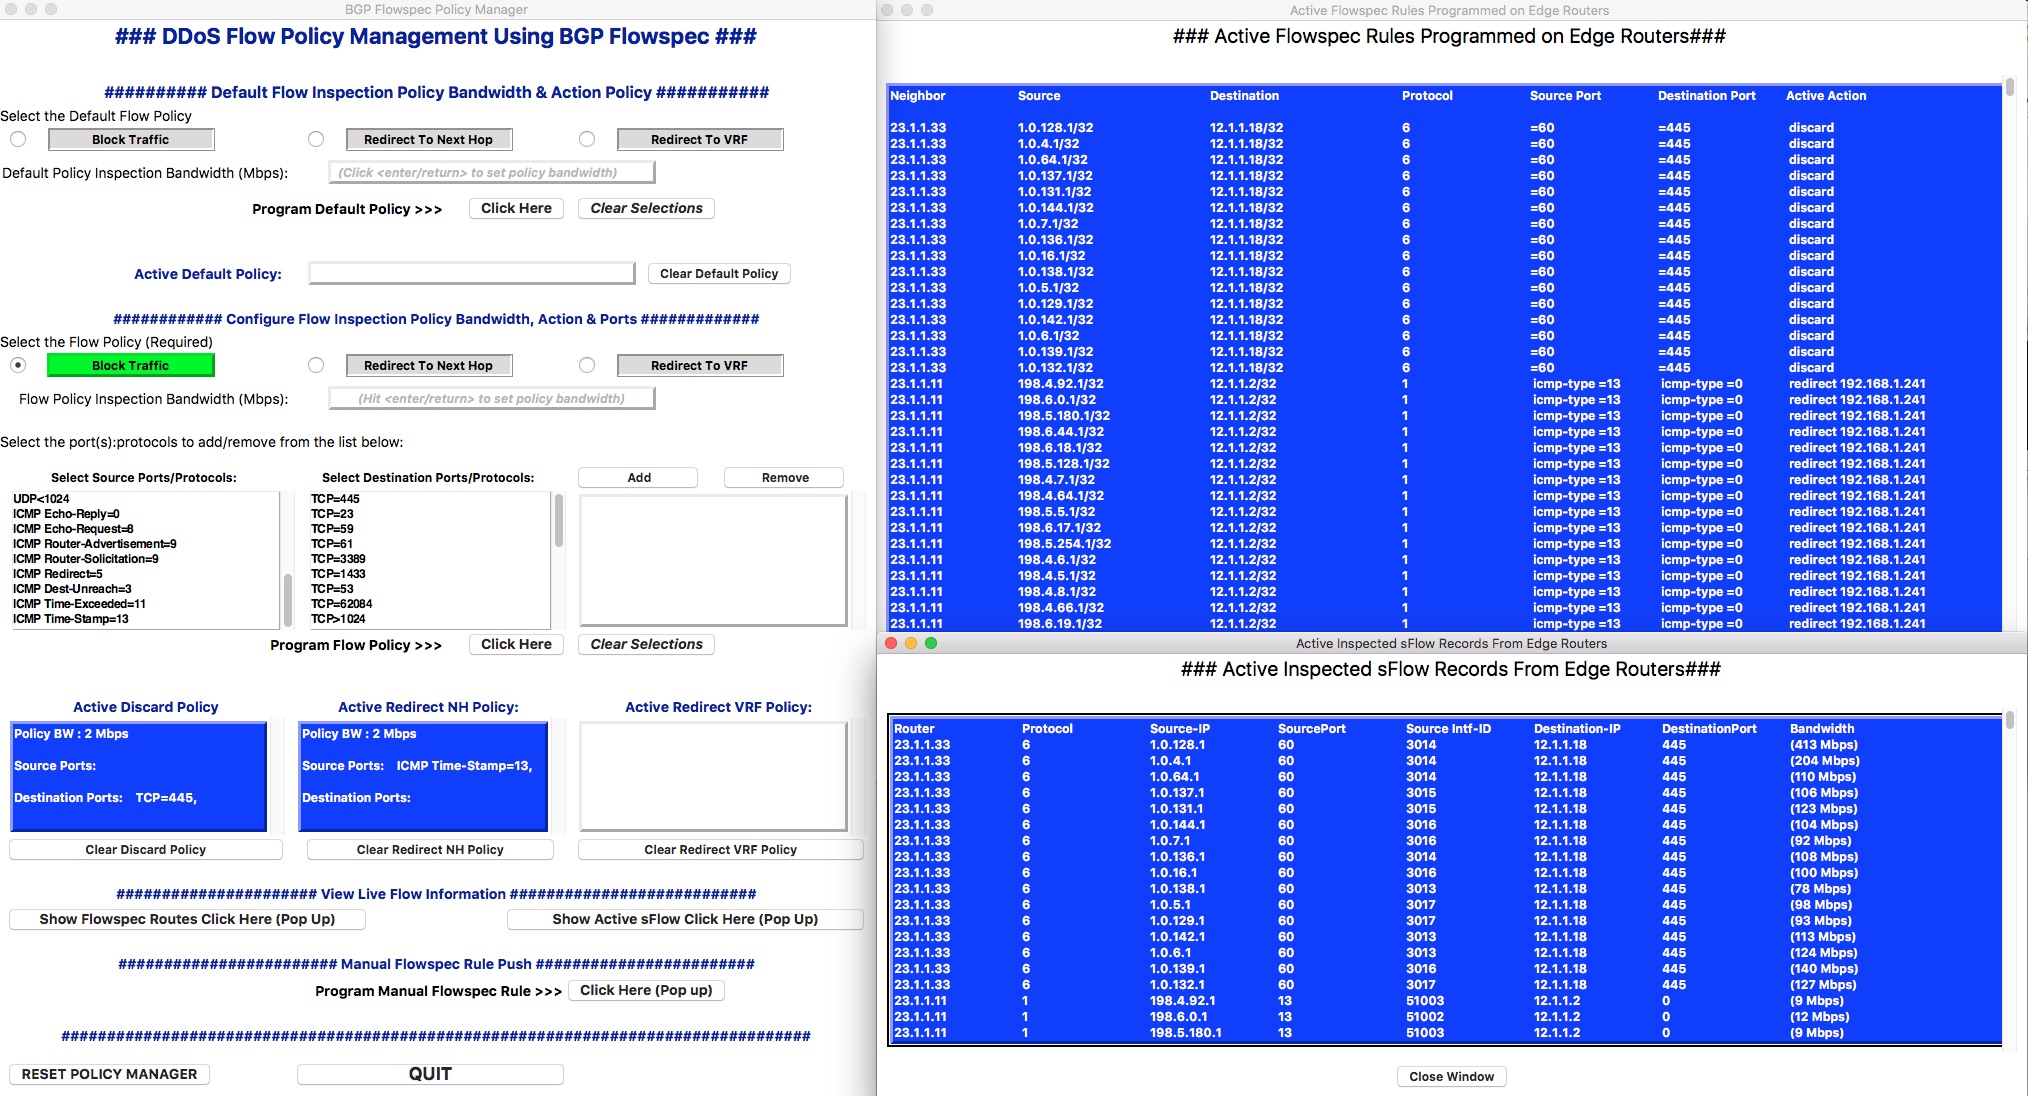 BGP Flowspec Policy Manager
### DDoS Flow Policy Management Using BGP Flowspec ###
########## Default Flow Inspection Policy Bandwidth & Action Policy ###########
Select the Default Flow Policy
Block Traffic Redirect To Next Hop Redirect To VRF
Default Policy Inspection Bandwidth (Mbps): (Click <enter/return> to set policy bandwidth)
Program Default Policy >>> Click Here Clear Selections
Active Default Policy: Clear Default Policy
############ Configure Flow Inspection Policy Bandwidth, Action & Ports #############
Select the Flow Policy (Required)
Block Traffic Redirect To Next Hop Redirect To VRF
Flow Policy Inspection Bandwidth (Mbps): (Hit <enter/return> to set policy bandwidth)
Select the port(s):protocols to add/remove from the list below:
Select Source Ports/Protocols: Select Destination Ports/Protocols: Add Remove
UDP<1024 TCP=445
ICMP Echo-Reply=0 TCP=23
ICMP Echo-Request=8 TCP=59
ICMP Router-Advertisement=9 TCP=61
ICMP Router-Solicitation=9 TCP=3389
ICMP Redirect=5 TCP=1433
ICMP Dest-Unreach=3 TCP=53
ICMP Time-Exceeded=11 TCP=62084
ICMP Time-Stamp=13 TCP>1024
Program Flow Policy >>> Click Here Clear Selections
Active Discard Policy Active Redirect NH Policy: Active Redirect VRF Policy:
Policy BW : 2 Mbps Policy BW : 2 Mbps
Source Ports: Source Ports: ICMP Time-Stamp=13,
Destination Ports: TCP=445, Destination Ports:
Clear Discard Policy Clear Redirect NH Policy Clear Redirect VRF Policy
###################### View Live Flow Information ###########################
Show Flowspec Routes Click Here (Pop Up) Show Active sFlow Click Here (Pop Up)
######################## Manual Flowspec Rule Push ########################
Program Manual Flowspec Rule >>> Click Here (Pop up)
##################################################################################
RESET POLICY MANAGER QUIT
Active Flowspec Rules Programmed on Edge Routers
### Active Flowspec Rules Programmed on Edge Routers###
Neighbor Source Destination Protocol Source Port Destination Port Active Action
23.1.1.33 1.0.128.1/32 12.1.1.18/32 6 =60 =445 discard
23.1.1.33 1.0.4.1/32 12.1.1.18/32 6 =60 =445 discard
23.1.1.33 1.0.64.1/32 12.1.1.18/32 6 =60 =445 discard
23.1.1.33 1.0.137.1/32 12.1.1.18/32 6 =60 =445 discard
23.1.1.33 1.0.131.1/32 12.1.1.18/32 6 =60 =445 discard
23.1.1.33 1.0.144.1/32 12.1.1.18/32 6 =60 =445 discard
23.1.1.33 1.0.7.1/32 12.1.1.18/32 6 =60 =445 discard
23.1.1.33 1.0.136.1/32 12.1.1.18/32 6 =60 =445 discard
23.1.1.33 1.0.16.1/32 12.1.1.18/32 6 =60 =445 discard
23.1.1.33 1.0.138.1/32 12.1.1.18/32 6 =60 =445 discard
23.1.1.33 1.0.5.1/32 12.1.1.18/32 6 =60 =445 discard
23.1.1.33 1.0.129.1/32 12.1.1.18/32 6 =60 =445 discard
23.1.1.33 1.0.142.1/32 12.1.1.18/32 6 =60 =445 discard
23.1.1.33 1.0.6.1/32 12.1.1.18/32 6 =60 =445 discard
23.1.1.33 1.0.139.1/32 12.1.1.18/32 6 =60 =445 discard
23.1.1.33 1.0.132.1/32 12.1.1.18/32 6 =60 =445 discard
23.1.1.11 198.4.92.1/32 12.1.1.2/32 1 icmp-type =13 icmp-type =0 redirect 192.168.1.241
23.1.1.11 198.6.0.1/32 12.1.1.2/32 1 icmp-type =13 icmp-type =0 redirect 192.168.1.241
23.1.1.11 198.5.180.1/32 12.1.1.2/32 1 icmp-type =13 icmp-type =0 redirect 192.168.1.241
23.1.1.11 198.6.44.1/32 12.1.1.2/32 1 icmp-type =13 icmp-type =0 redirect 192.168.1.241
23.1.1.11 198.6.18.1/32 12.1.1.2/32 1 icmp-type =13 icmp-type =0 redirect 192.168.1.241
23.1.1.11 198.5.128.1/32 12.1.1.2/32 1 icmp-type =13 icmp-type =0 redirect 192.168.1.241
23.1.1.11 198.4.7.1/32 12.1.1.2/32 1 icmp-type =13 icmp-type =0 redirect 192.168.1.241
23.1.1.11 198.4.64.1/32 12.1.1.2/32 1 icmp-type =13 icmp-type =0 redirect 192.168.1.241
23.1.1.11 198.5.5.1/32 12.1.1.2/32 1 icmp-type =13 icmp-type =0 redirect 192.168.1.241
23.1.1.11 198.6.17.1/32 12.1.1.2/32 1 icmp-type =13 icmp-type =0 redirect 192.168.1.241
23.1.1.11 198.5.254.1/32 12.1.1.2/32 1 icmp-type =13 icmp-type =0 redirect 192.168.1.241
23.1.1.11 198.4.6.1/32 12.1.1.2/32 1 icmp-type =13 icmp-type =0 redirect 192.168.1.241
23.1.1.11 198.4.5.1/32 12.1.1.2/32 1 icmp-type =13 icmp-type =0 redirect 192.168.1.241
23.1.1.11 198.4.8.1/32 12.1.1.2/32 1 icmp-type =13 icmp-type =0 redirect 192.168.1.241
23.1.1.11 198.4.66.1/32 12.1.1.2/32 1 icmp-type =13 icmp-type =0 redirect 192.168.1.241
23.1.1.11 198.6.19.1/32 12.1.1.2/32 1 icmp-type =13 icmp-type =0 redirect 192.168.1.241
Active Inspected sFlow Records From Edge Routers
### Active Inspected sFlow Records From Edge Routers###
Router Protocol Source-IP SourcePort Source Intf-ID Destination-IP DestinationPort Bandwidth
23.1.1.33 6 1.0.128.1 60 3014 12.1.1.18 445 (413 Mbps)
23.1.1.33 6 1.0.4.1 60 3014 12.1.1.18 445 (204 Mbps)
23.1.1.33 6 1.0.64.1 60 3014 12.1.1.18 445 (110 Mbps)
23.1.1.33 6 1.0.137.1 60 3015 12.1.1.18 445 (106 Mbps)
23.1.1.33 6 1.0.131.1 60 3015 12.1.1.18 445 (123 Mbps)
23.1.1.33 6 1.0.144.1 60 3016 12.1.1.18 445 (104 Mbps)
23.1.1.33 6 1.0.7.1 60 3016 12.1.1.18 445 (92 Mbps)
23.1.1.33 6 1.0.136.1 60 3014 12.1.1.18 445 (108 Mbps)
23.1.1.33 6 1.0.16.1 60 3016 12.1.1.18 445 (100 Mbps)
23.1.1.33 6 1.0.138.1 60 3013 12.1.1.18 445 (78 Mbps)
23.1.1.33 6 1.0.5.1 60 3017 12.1.1.18 445 (98 Mbps)
23.1.1.33 6 1.0.129.1 60 3017 12.1.1.18 445 (93 Mbps)
23.1.1.33 6 1.0.142.1 60 3013 12.1.1.18 445 (113 Mbps)
23.1.1.33 6 1.0.6.1 60 3013 12.1.1.18 445 (124 Mbps)
23.1.1.33 6 1.0.139.1 60 3016 12.1.1.18 445 (140 Mbps)
23.1.1.33 6 1.0.132.1 60 3017 12.1.1.18 445 (127 Mbps)
23.1.1.11 1 198.4.92.1 13 51003 12.1.1.2 0 (9 Mbps)
23.1.1.11 1 198.6.0.1 13 51002 12.1.1.2 0 (12 Mbps)
23.1.1.11 1 198.5.180.1 13 51003 12.1.1.2 0 (9 Mbps)
Close Window